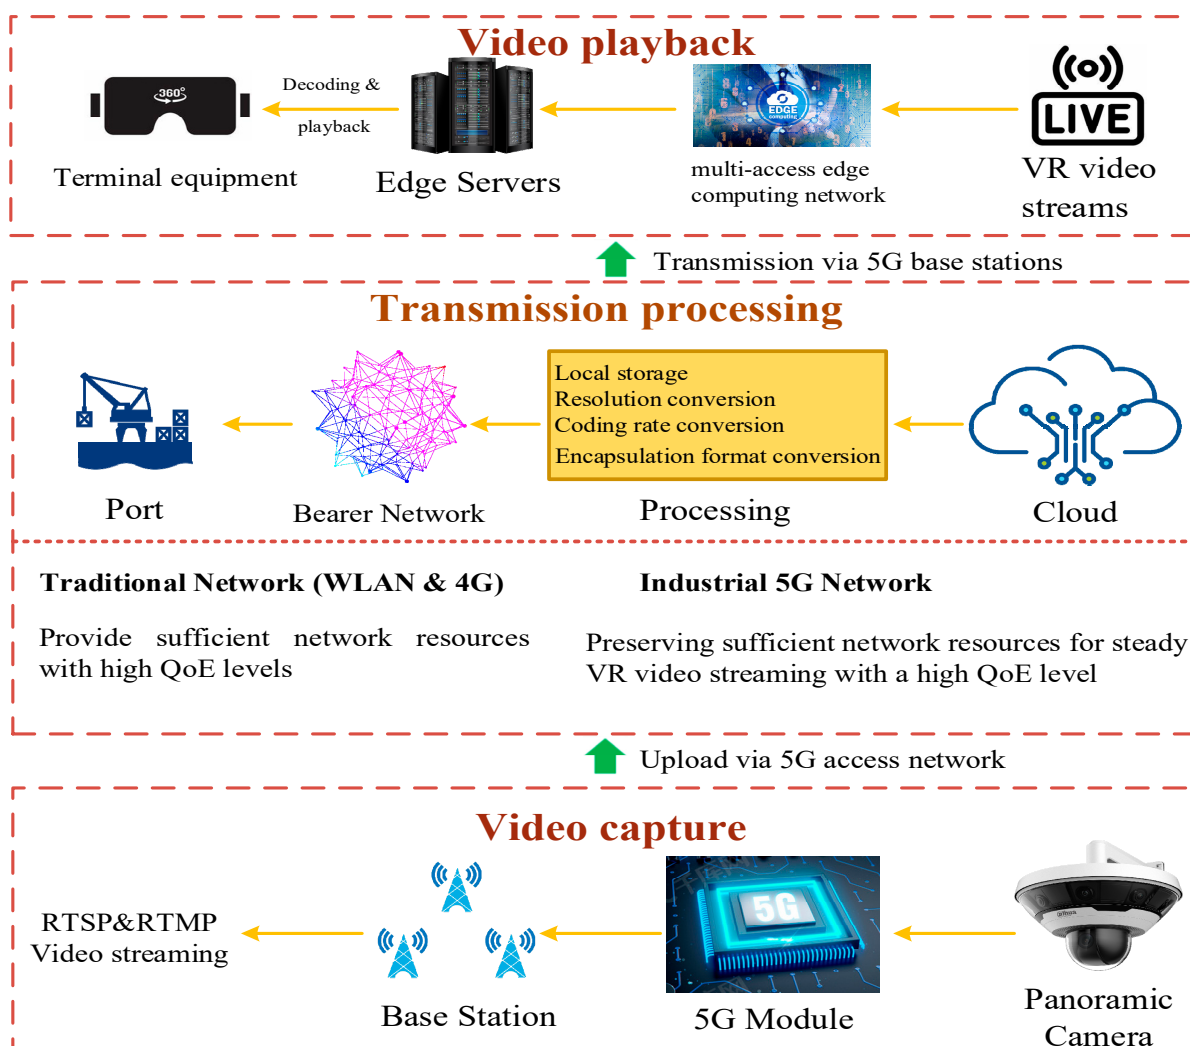 Video playback
360°
Decoding &
playback
EDGE
computing
LIVE
Terminal equipment
Edge Servers
multi-access edge
computing network
VR video
streams
Transmission via 5G base stations
Transmission processing
Local storage
Resolution conversion
Coding rate conversion
Encapsulation format conversion
Port
Bearer Network
Processing
Cloud
Traditional Network (WLAN & 4G)
Provide sufficient network resources
with high QoE levels
Industrial 5G Network
Preserving sufficient network resources for steady
VR video streaming with a high QoE level
Upload via 5G access network
Video capture
RTSP&RTMP
Video streaming
5G
alhua
Base Station
5G Module
Panoramic
Camera